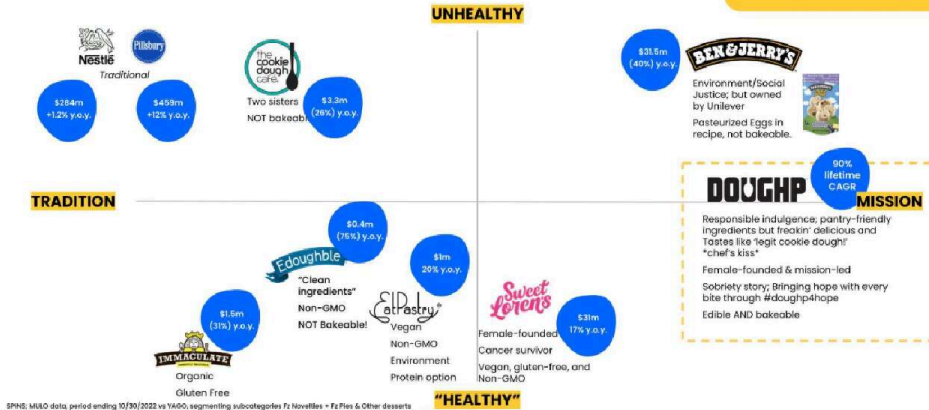 UNHEALTHY
Nestlē
Pillsbury
Traditional
$284m
+1.2% y.o.y.
$459m
+12% y.o.y.
the
cookie
dough
café.
Two sisters
NOT bakeabl
$3.3m
(26%) y.o.y.
$31.5m
(40%) y.o.y.
BEN & JERRY'S
Environment/Social
Justice; but owned
by Unilever
Pasteurized Eggs in
recipe, not bakeable.
TRADITION
MISSION
DOUGHP
90%
lifetime
CAGR
Responsible indulgence; pantry-friendly
ingredients but freakin' delicious and
Tastes like 'legit cookie dough!'
*chef's kiss*
Female-founded & mission-led
Sobriety story; Bringing hope with every
bite through #doughp4hope
Edible AND bakeable
$0.4m
(75%) y.o.y.
Edoughble
"Clean
ingredients"
Non-GMO
NOT Bakeable!
$1m
20% y.o.y.
EatPastry
Vegan
Non-GMO
Environment
Protein option
Sweet
Loren's
Female-founded
Cancer survivor
Vegan, gluten-free, and
Non-GMO
$31m
17% y.o.y.
$1.5m
(31%) y.o.y.
IMMACULATE
Organic
Gluten Free
"HEALTHY"
SPINS; MULO data, period ending 10/30/2022 vs YAGO, segmenting subcategories Fz Novelties + Fz Pies & Other desserts